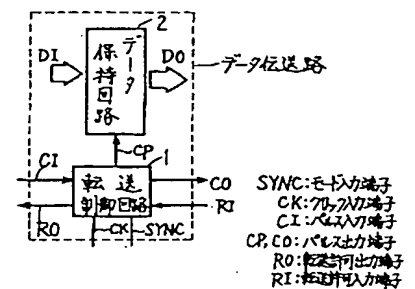 2
DI
データ保持回路
DO
データ伝送路
CP
1
CI
転送
制御回路
CO
RO
RI
CK
SYNC
SYNC:モード入力端子
CK:クロック入力端子
CI:パルス入力端子
CP,CO:パルス出力端子
RO:転送許可出力端子
RI:転送許可入力端子